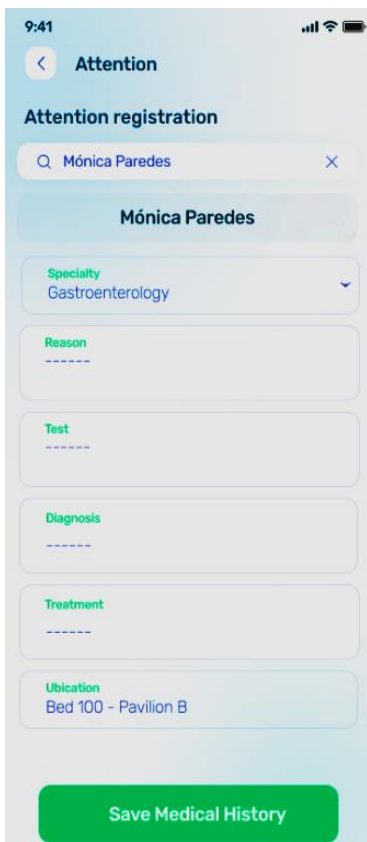 9:41
Attention
Attention registration
Mónica Paredes
Mónica Paredes
Specialty
Gastroenterology
Reason
------
Test
------
Diagnosis
------
Treatment
------
Ubication
Bed 100 - Pavilion B
Save Medical History